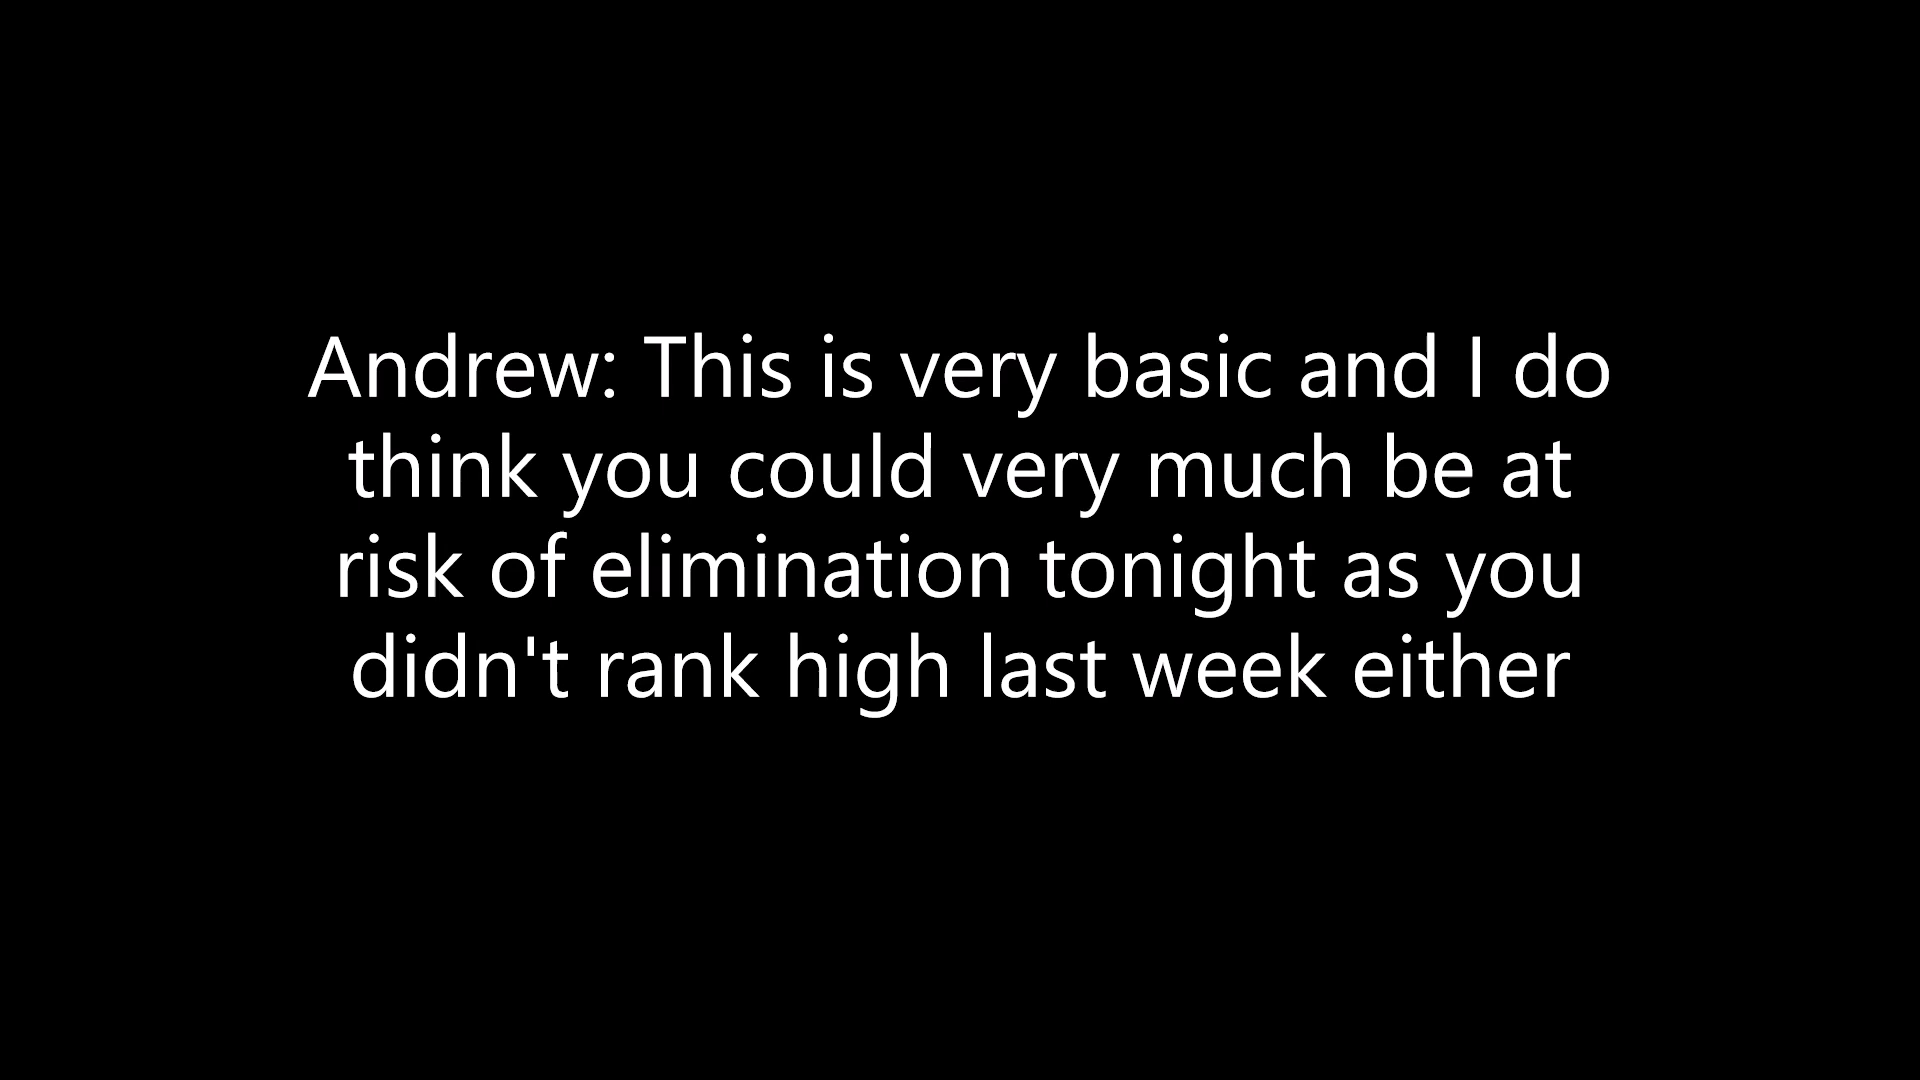 Andrew: This is very basic and I do
think you could very much be at
risk of elimination tonight as you
didn't rank high last week either